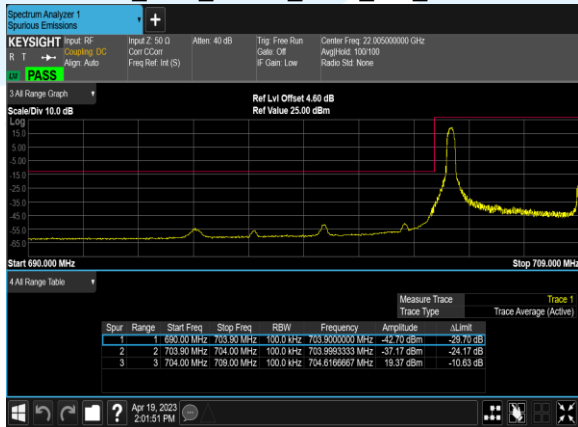 Spectrum Analyzer 1
Spurious Emissions
KEYSIGHT Input: RF Input Z: 50 Ω Atten: 40 dB Trig: Free Run Center Freq: 22.005000000 GHz
R T Coupling: DC Corr CCorr Gate: Off Avg|Hold: 100/100
Align: Auto Freq Ref: Int (S) IF Gain: Low Radio Std: None
PASS
3 All Range Graph
Ref Lvl Offset 4.60 dB
Scale/Div 10.0 dB Ref Value 25.00 dBm
Log
15.0
5.00
-5.00
-15.0
-25.0
-35.0
-45.0
-55.0
-65.0
Start 690.000 MHz Stop 709.000 MHz
4 All Range Table
Measure Trace Trace 1
Trace Type Trace Average (Active)
Spur Range Start Freq Stop Freq RBW Frequency Amplitude ΔLimit
1 1 690.00 MHz 703.90 MHz 100.0 kHz 703.9000000 MHz -42.70 dBm -29.70 dB
2 2 703.90 MHz 704.00 MHz 100.0 kHz 703.9993333 MHz -37.17 dBm -24.17 dB
3 3 704.00 MHz 709.00 MHz 100.0 kHz 704.6166667 MHz 19.37 dBm -10.63 dB
? Apr 19, 2023
2:01:51 PM